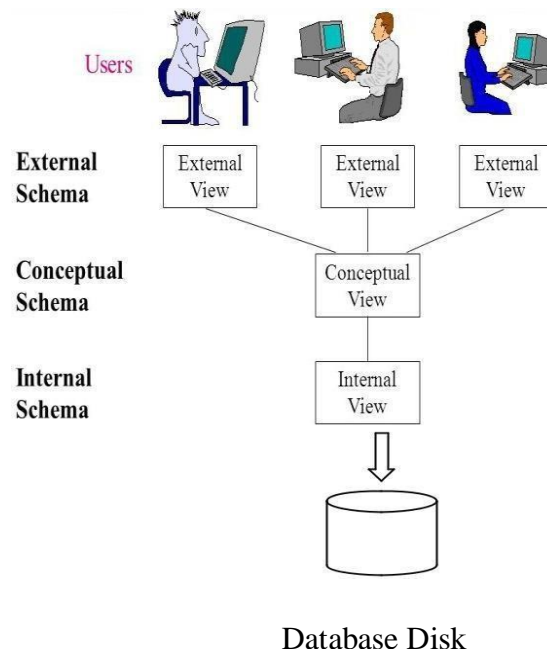 Users
External
Schema
External
View
External
View
External
View
Conceptual
Schema
Conceptual
View
Internal
Schema
Internal
View
Database Disk